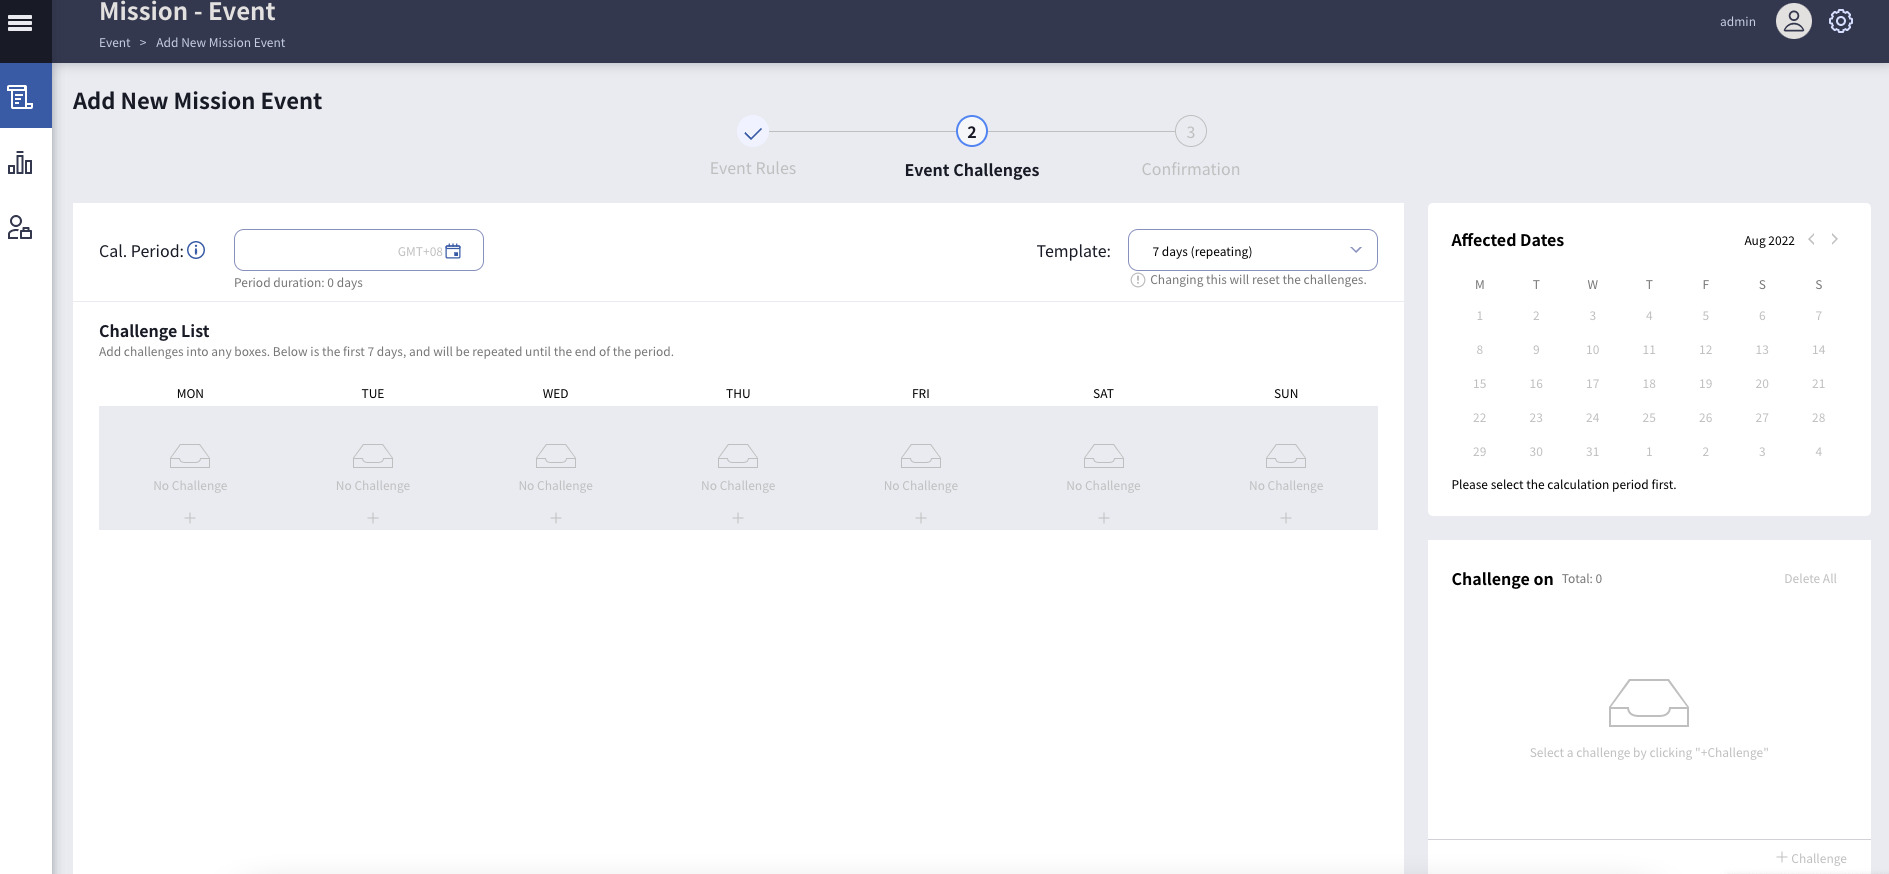 Mission - Event
Event > Add New Mission Event
admin
Add New Mission Event
2
3
Event Rules
Event Challenges
Confirmation
Cal. Period:
GMT+08
Period duration: 0 days
Template:
7 days (repeating)
Changing this will reset the challenges.
Challenge List
Add challenges into any boxes. Below is the first 7 days, and will be repeated until the end of the period.
MON TUE WED THU FRI SAT SUN
No Challenge No Challenge No Challenge No Challenge No Challenge No Challenge No Challenge
+ + + + + + +
Affected Dates
Aug 2022
M T W T F S S
1 2 3 4 5 6 7
8 9 10 11 12 13 14
15 16 17 18 19 20 21
22 23 24 25 26 27 28
29 30 31 1 2 3 4
Please select the calculation period first.
Challenge on Total: 0
Delete All
Select a challenge by clicking "+Challenge"
+ Challenge